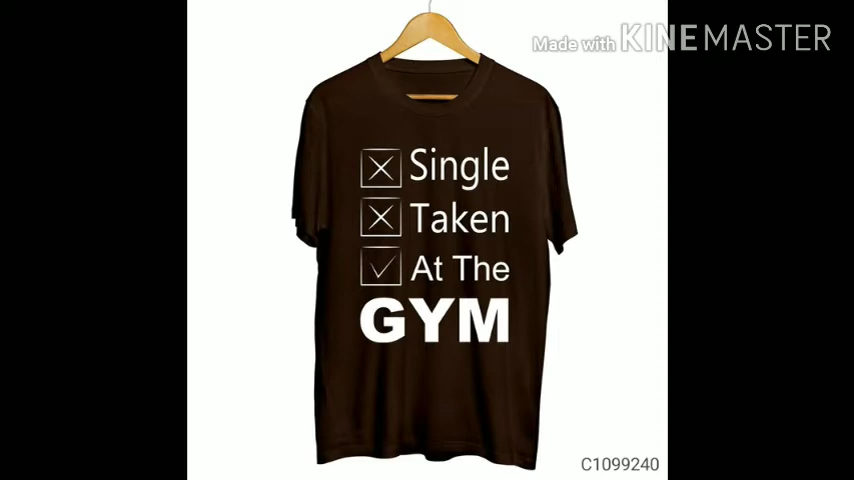 Made with KINEMASTER
Single
Taken
At The
GYM
C1099240